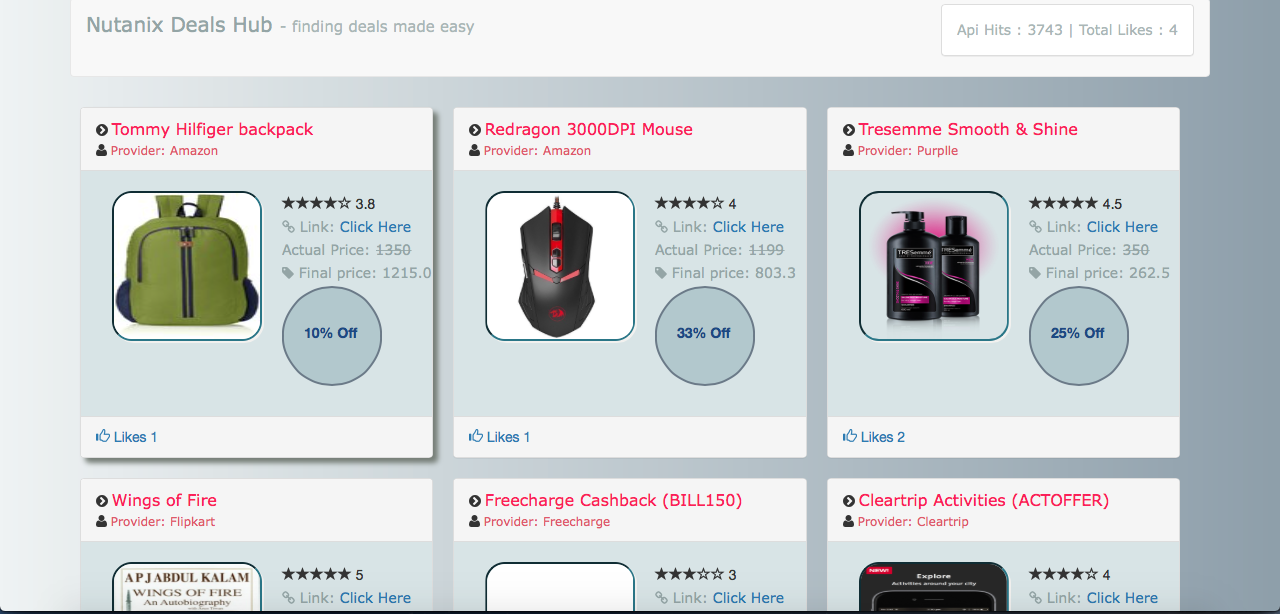 Nutanix Deals Hub - finding deals made easy
Api Hits : 3743 | Total Likes : 4
Tommy Hilfiger backpack
Provider: Amazon
3.8
Link: Click Here
Actual Price: 1350
Final price: 1215.0
10% Off
Likes 1
Redragon 3000DPI Mouse
Provider: Amazon
4
Link: Click Here
Actual Price: 1199
Final price: 803.3
33% Off
Likes 1
Tresemme Smooth & Shine
Provider: Purplle
TRESemmé
TRESemmé
4.5
Link: Click Here
Actual Price: 350
Final price: 262.5
25% Off
Likes 2
Wings of Fire
Provider: Flipkart
A P J ABDUL KALAM
WINGS OF FIRE
An Autobiography
5
Link: Click Here
Freecharge Cashback (BILL150)
Provider: Freecharge
3
Link: Click Here
Cleartrip Activities (ACTOFFER)
Provider: Cleartrip
NEW!
Explore
Activities around your city
4
Link: Click Here